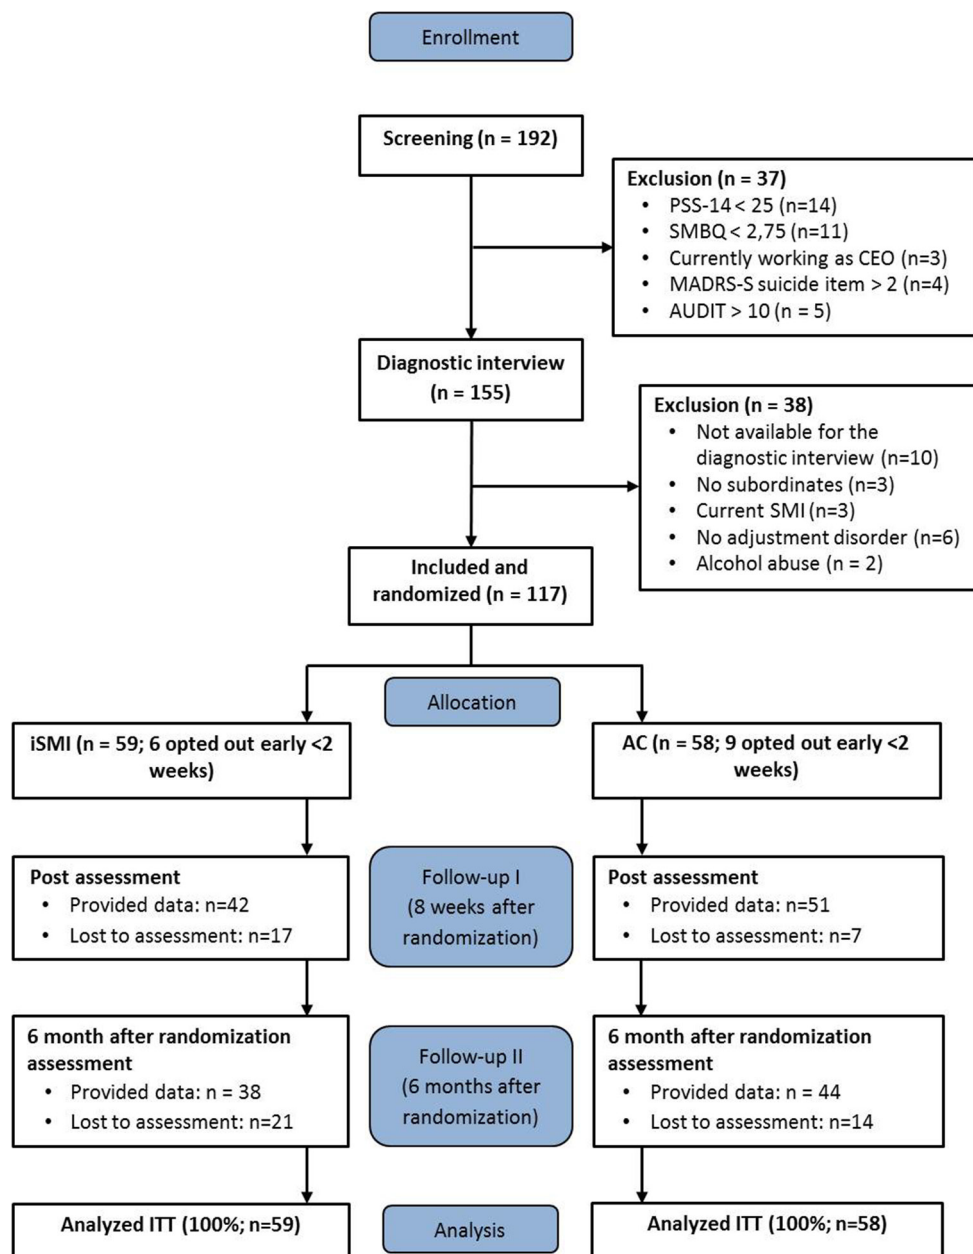 Enrollment
Screening (n = 192)
Exclusion (n = 37)
• PSS-14 < 25 (n=14)
• SMBQ < 2,75 (n=11)
• Currently working as CEO (n=3)
• MADRS-S suicide item > 2 (n=4)
• AUDIT > 10 (n = 5)
Diagnostic interview
(n = 155)
Exclusion (n = 38)
• Not available for the
diagnostic interview (n=10)
• No subordinates (n=3)
• Current SMI (n=3)
• No adjustment disorder (n=6)
• Alcohol abuse (n = 2)
Included and
randomized (n = 117)
Allocation
iSMI (n = 59; 6 opted out early <2
weeks)
AC (n = 58; 9 opted out early <2
weeks)
Post assessment
• Provided data: n=42
• Lost to assessment: n=17
Follow-up I
(8 weeks after
randomization)
Post assessment
• Provided data: n=51
• Lost to assessment: n=7
6 month after randomization
assessment
• Provided data: n = 38
• Lost to assessment: n=21
Follow-up II
(6 months after
randomization)
6 month after randomization
assessment
• Provided data: n = 44
• Lost to assessment: n=14
Analyzed ITT (100%; n=59)
Analysis
Analyzed ITT (100%; n=58)